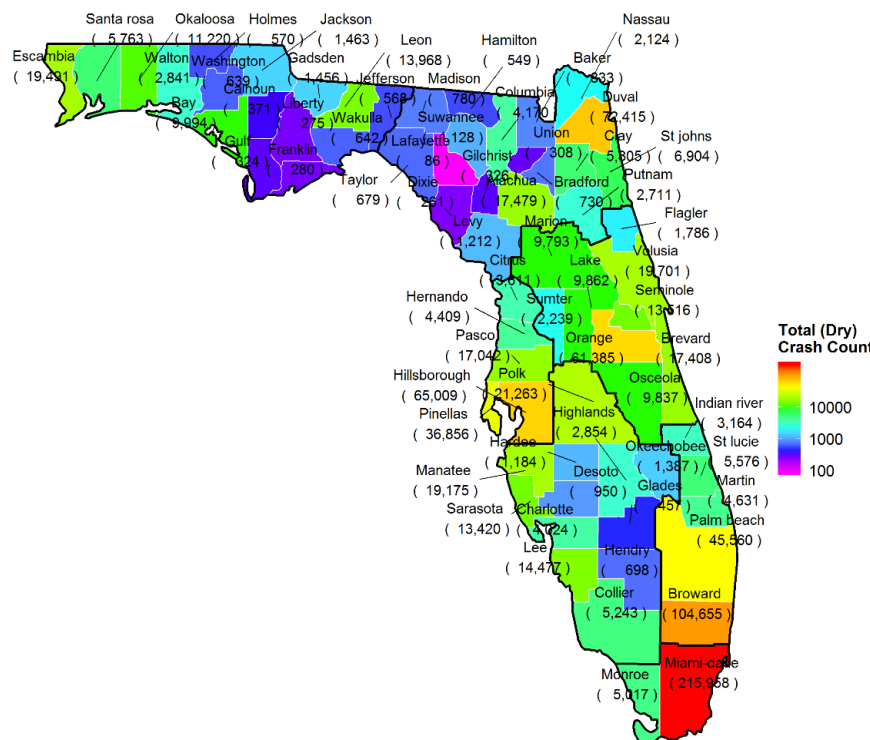 Santa rosa
( 5,763 )
Okaloosa
( 11,220 )
Holmes
( 570 )
Jackson
( 1,463 )
Nassau
( 2,124 )
Escambia
( 19,491 )
Walton
( 2,841 )
Washington
( 639 )
Gadsden
( 1,456 )
Leon
( 13,968 )
Hamilton
( 549 )
Baker
( 833 )
Bay
( 9,994 )
Calhoun
( 671 )
Liberty
( 275 )
Jefferson
( 568 )
Madison
( 780 )
Columbia
( 4,170 )
Duval
( 72,415 )
Gulf
( 324 )
Franklin
( 280 )
Wakulla
( 642 )
Suwannee
Lafayette
( 86 )
Union
( 308 )
Clay
( 5,805 )
St johns
( 6,904 )
Taylor
( 679 )
Dixie
( 261 )
Gilchrist
( 326 )
Alachua
( 17,479 )
Bradford
( 730 )
Putnam
( 2,711 )
Levy
( 1,212 )
Marion
( 9,793 )
Flagler
( 1,786 )
Citrus
Lake
( 9,862 )
Volusia
( 19,701 )
Hernando
( 4,409 )
Sumter
( 2,239 )
Seminole
( 13,516 )
Pasco
( 17,042 )
Orange
( 61,385 )
Brevard
( 17,408 )
Hillsborough
( 65,009 )
Polk
( 21,263 )
Osceola
( 9,837 )
Pinellas
( 36,856 )
Highlands
( 2,854 )
Indian river
( 3,164 )
Hardee
( 1,184 )
Okeechobee
( 1,387 )
St lucie
( 5,576 )
Manatee
( 19,175 )
Desoto
( 950 )
Glades
( 457 )
Martin
( 4,631 )
Sarasota
( 13,420 )
Charlotte
( 4,024 )
Palm beach
( 45,560 )
Lee
( 14,477 )
Hendry
( 698 )
Collier
( 5,243 )
Broward
( 104,655 )
Monroe
( 5,017 )
Miami-dade
( 215,958 )
Total (Dry)
Crash Count
10000
1000
100